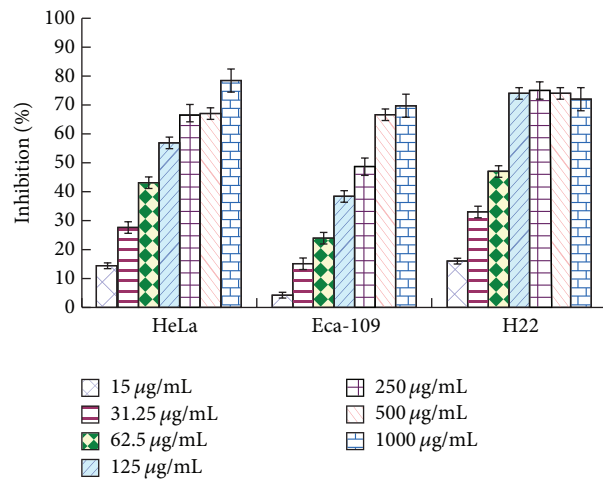 100
90
80
70
60
50
40
30
20
10
0
Inhibition (%)
HeLa
Eca-109
H22
15 μg/mL
31.25 μg/mL
62.5 μg/mL
125 μg/mL
250 μg/mL
500 μg/mL
1000 μg/mL